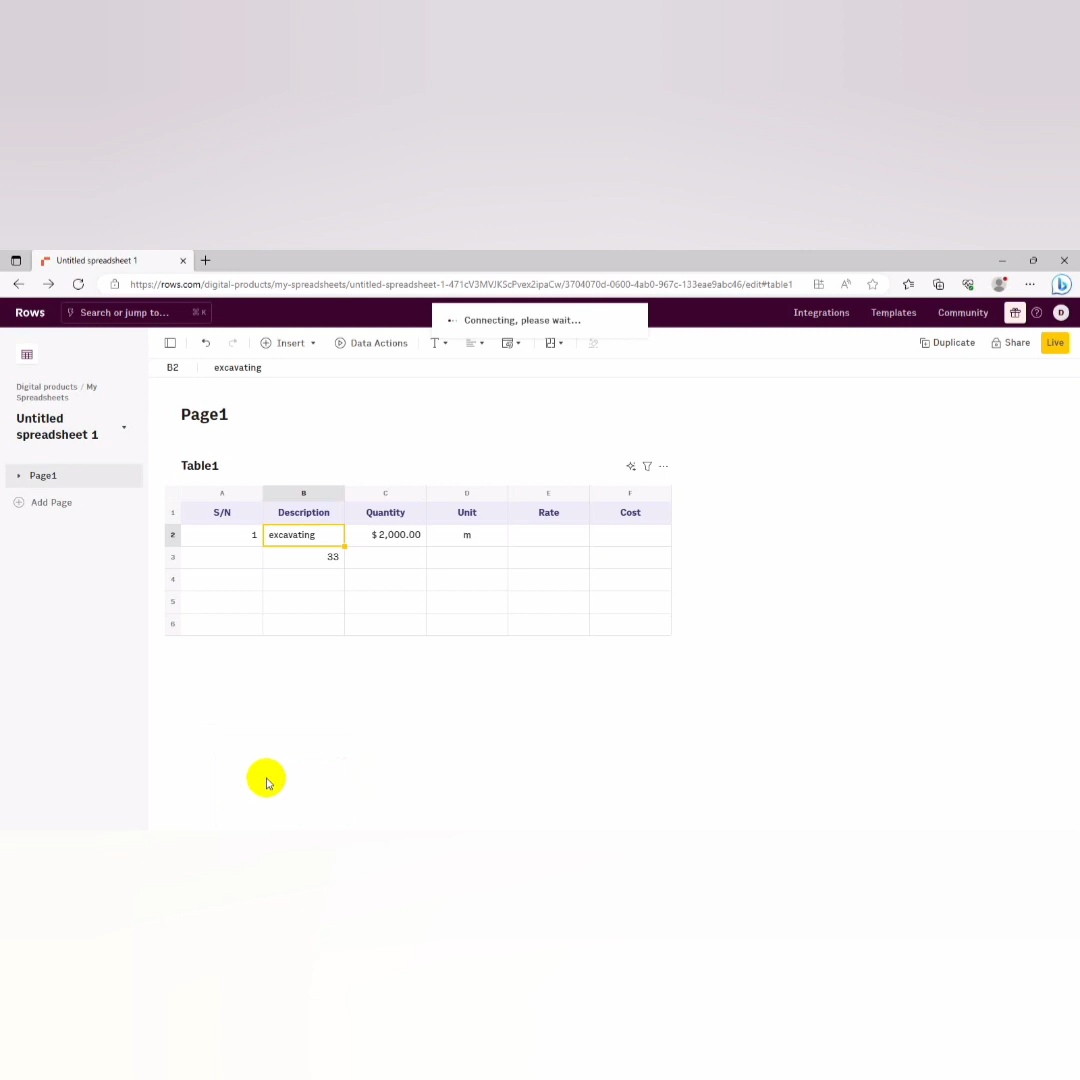 Untitled spreadsheet 1
https://rows.com/digital-products/my-spreadsheets/untitled-spreadsheet-1-471cV3MVJKScPvex2ipaCw/3704070d-0600-4ab0-967c-133eae9abc46/edit#table1
Rows Search or jump to... ⌘ K Connecting, please wait... Integrations Templates Community ? D
Insert Data Actions T Duplicate Share Live
B2 excavating
Digital products / My
Spreadsheets
Untitled
spreadsheet 1
Page1
Add Page
Page1
Table1
A B C D E F
1 S/N Description Quantity Unit Rate Cost
2 1 excavating $ 2,000.00 m
3 33
4
5
6